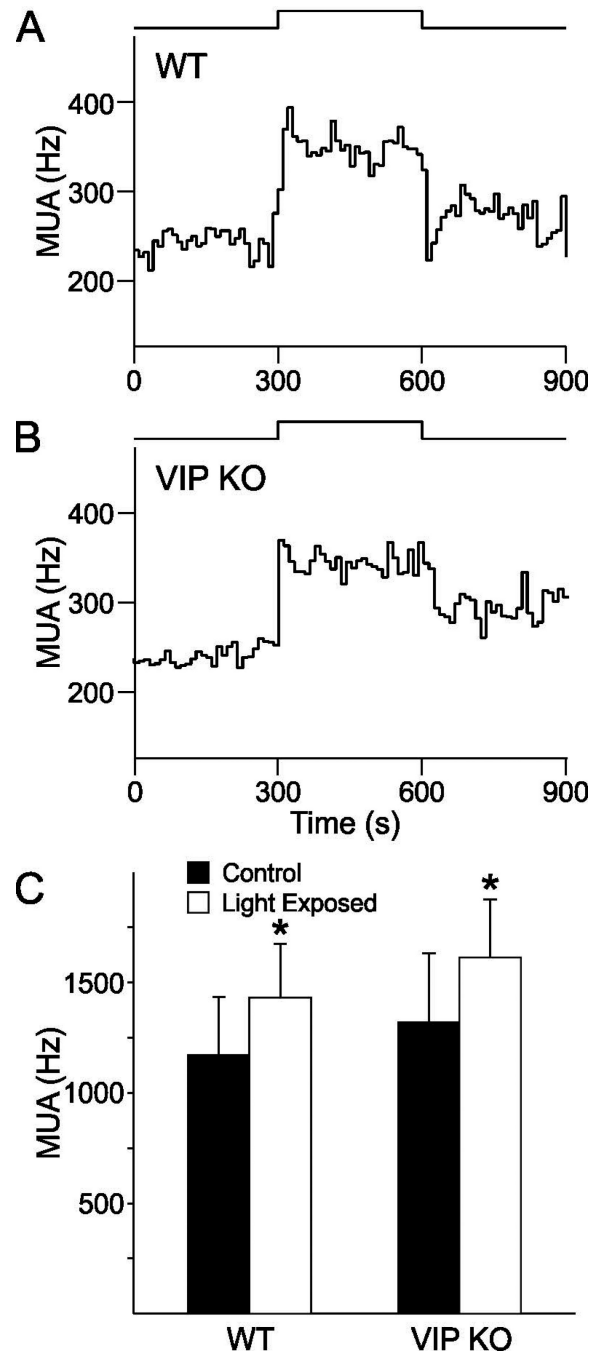 A
WT
MUA (Hz)
400
300
200
0 300 600 900
B
VIP KO
MUA (Hz)
400
300
200
0 300 600 900
Time (s)
C
Control
Light Exposed
* *
MUA (Hz)
1500
1000
500
WT VIP KO